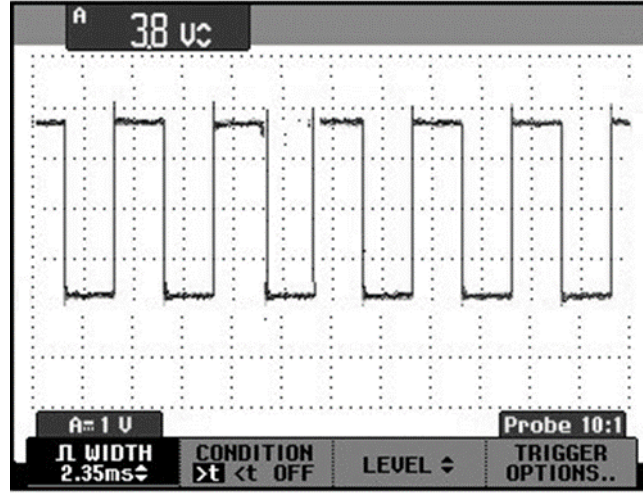 A
3.8 V
A 1 V
Probe 10:1
WIDTH
2.35ms
CONDITION
>t <t OFF
LEVEL
TRIGGER
OPTIONS..